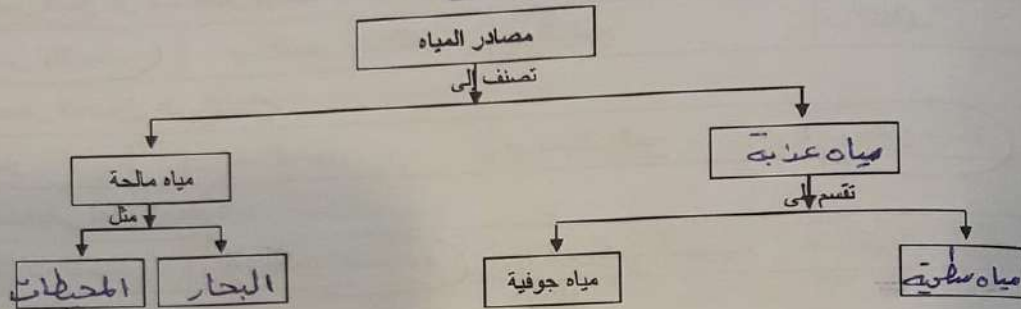 مصادر المياه
تصنف إلى
مياه عذبة
مياه مالحة
تقسم إلى
مثل
مياه سطحية
مياه جوفية
البحار
المحيطات